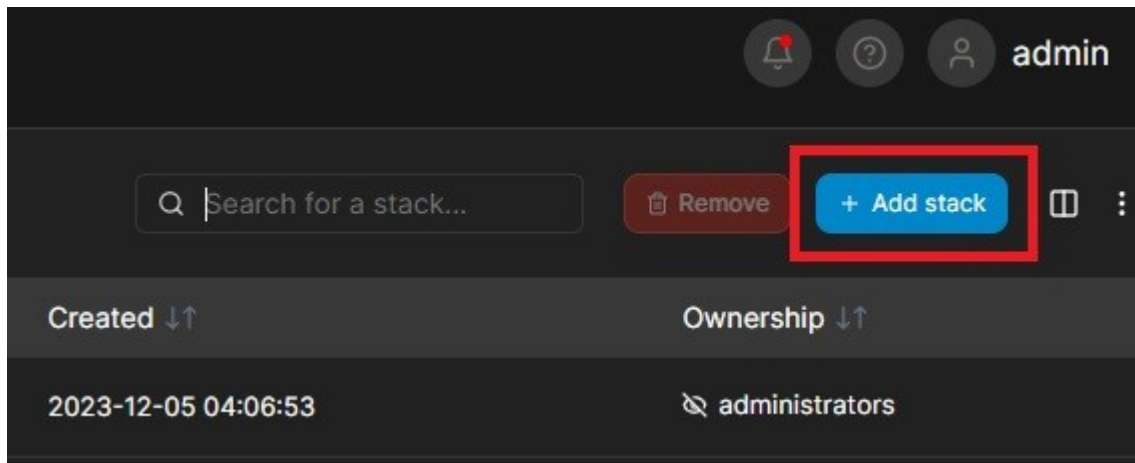 admin
Search for a stack...
Remove
+ Add stack
Created ↓↑
Ownership ↓↑
2023-12-05 04:06:53
administrators